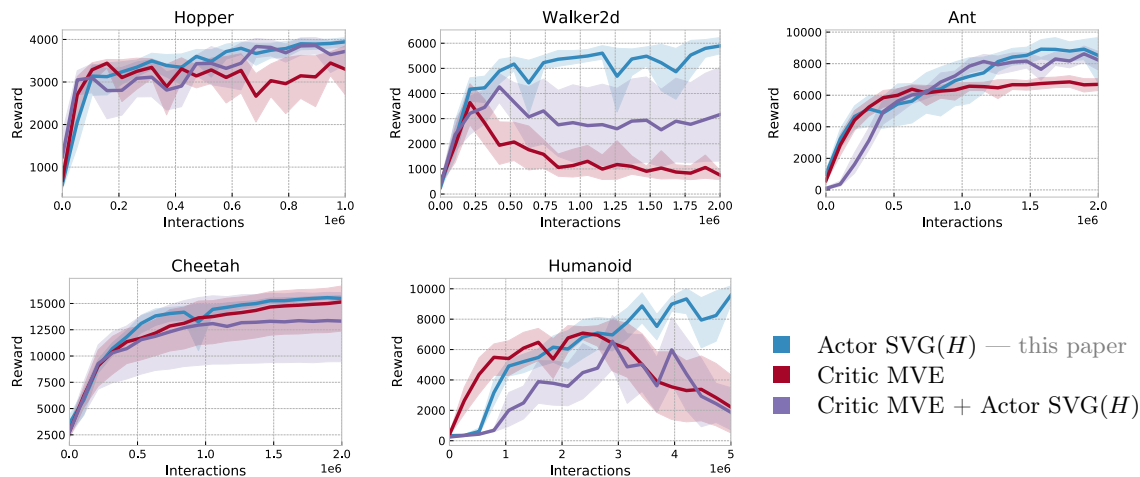 Hopper
4000
3000
2000
1000
Reward
0.0 0.2 0.4 0.6 0.8 1.0
Interactions
1e6
Walker2d
6000
5000
4000
3000
2000
1000
0
Reward
0.0 0.25 0.5 0.75 1.0 1.25 1.5 1.75 2.0
Interactions
1e6
Ant
10000
8000
6000
4000
2000
0
Reward
0.0 0.5 1.0 1.5 2.0
Interactions
1e6
Cheetah
15000
12500
10000
7500
5000
2500
Reward
0.0 0.5 1.0 1.5 2.0
Interactions
1e6
Humanoid
10000
8000
6000
4000
2000
0
Reward
0 1 2 3 4 5
Interactions
1e6
Actor SVG(H) — this paper
Critic MVE
Critic MVE + Actor SVG(H)